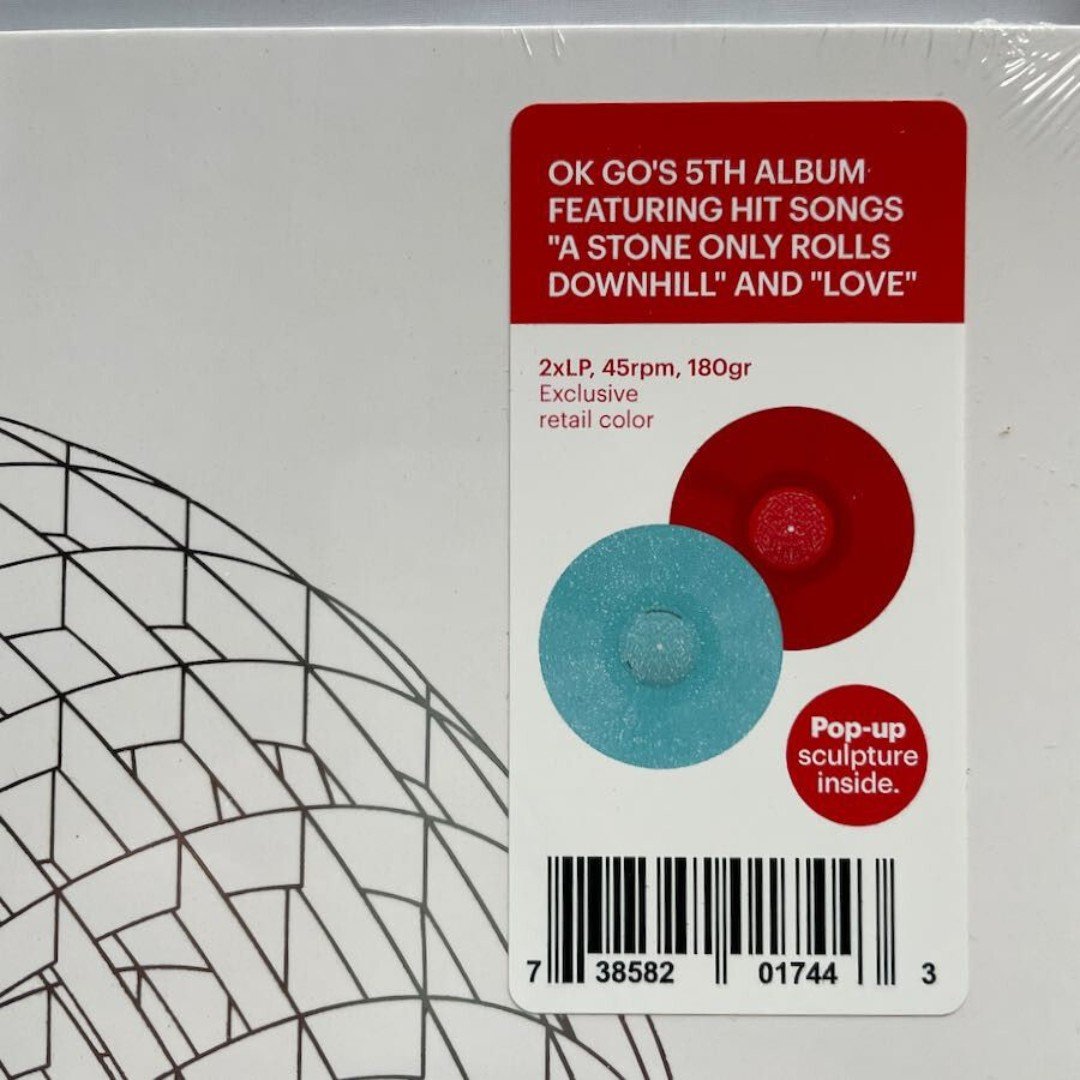 OK GO'S 5TH ALBUM
FEATURING HIT SONGS
"A STONE ONLY ROLLS
DOWNHILL" AND "LOVE"
2xLP, 45rpm, 180gr
Exclusive
retail color
Pop-up
sculpture
inside.
7 38582 01744 3